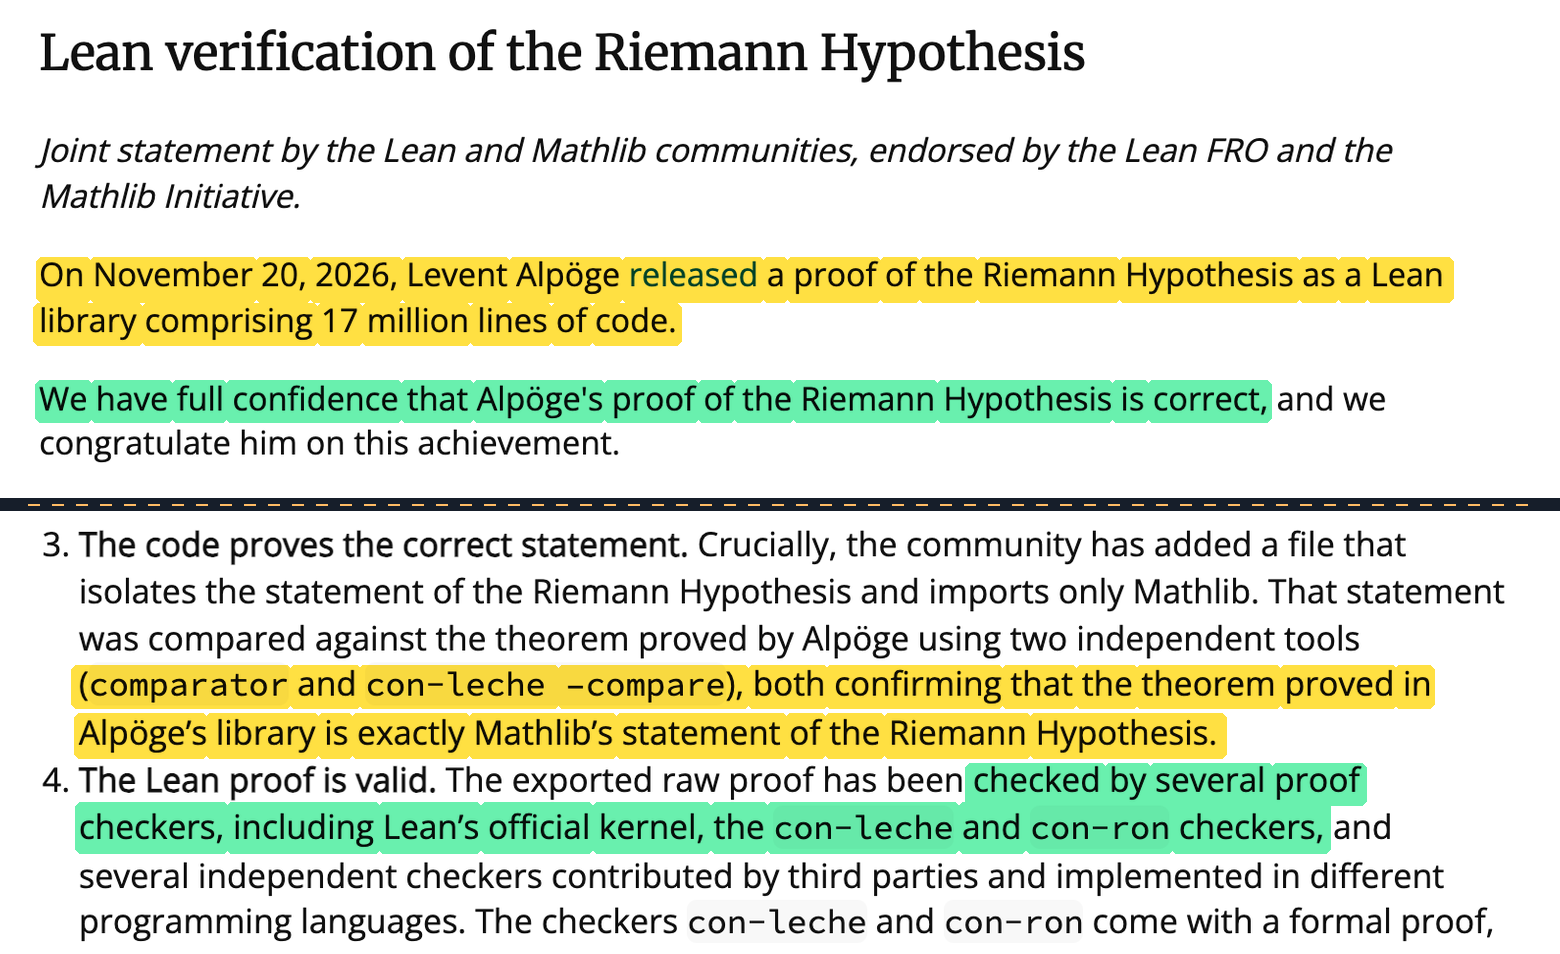 Lean verification of the Riemann Hypothesis
Joint statement by the Lean and Mathlib communities, endorsed by the Lean FRO and the
Mathlib Initiative.
On November 20, 2026, Levent Alpöge released a proof of the Riemann Hypothesis as a Lean
library comprising 17 million lines of code.
We have full confidence that Alpöge's proof of the Riemann Hypothesis is correct, and we
congratulate him on this achievement.
3. The code proves the correct statement. Crucially, the community has added a file that
isolates the statement of the Riemann Hypothesis and imports only Mathlib. That statement
was compared against the theorem proved by Alpöge using two independent tools
(comparator and con-leche –compare), both confirming that the theorem proved in
Alpöge’s library is exactly Mathlib’s statement of the Riemann Hypothesis.
4. The Lean proof is valid. The exported raw proof has been checked by several proof
checkers, including Lean’s official kernel, the con-leche and con-ron checkers, and
several independent checkers contributed by third parties and implemented in different
programming languages. The checkers con-leche and con-ron come with a formal proof,